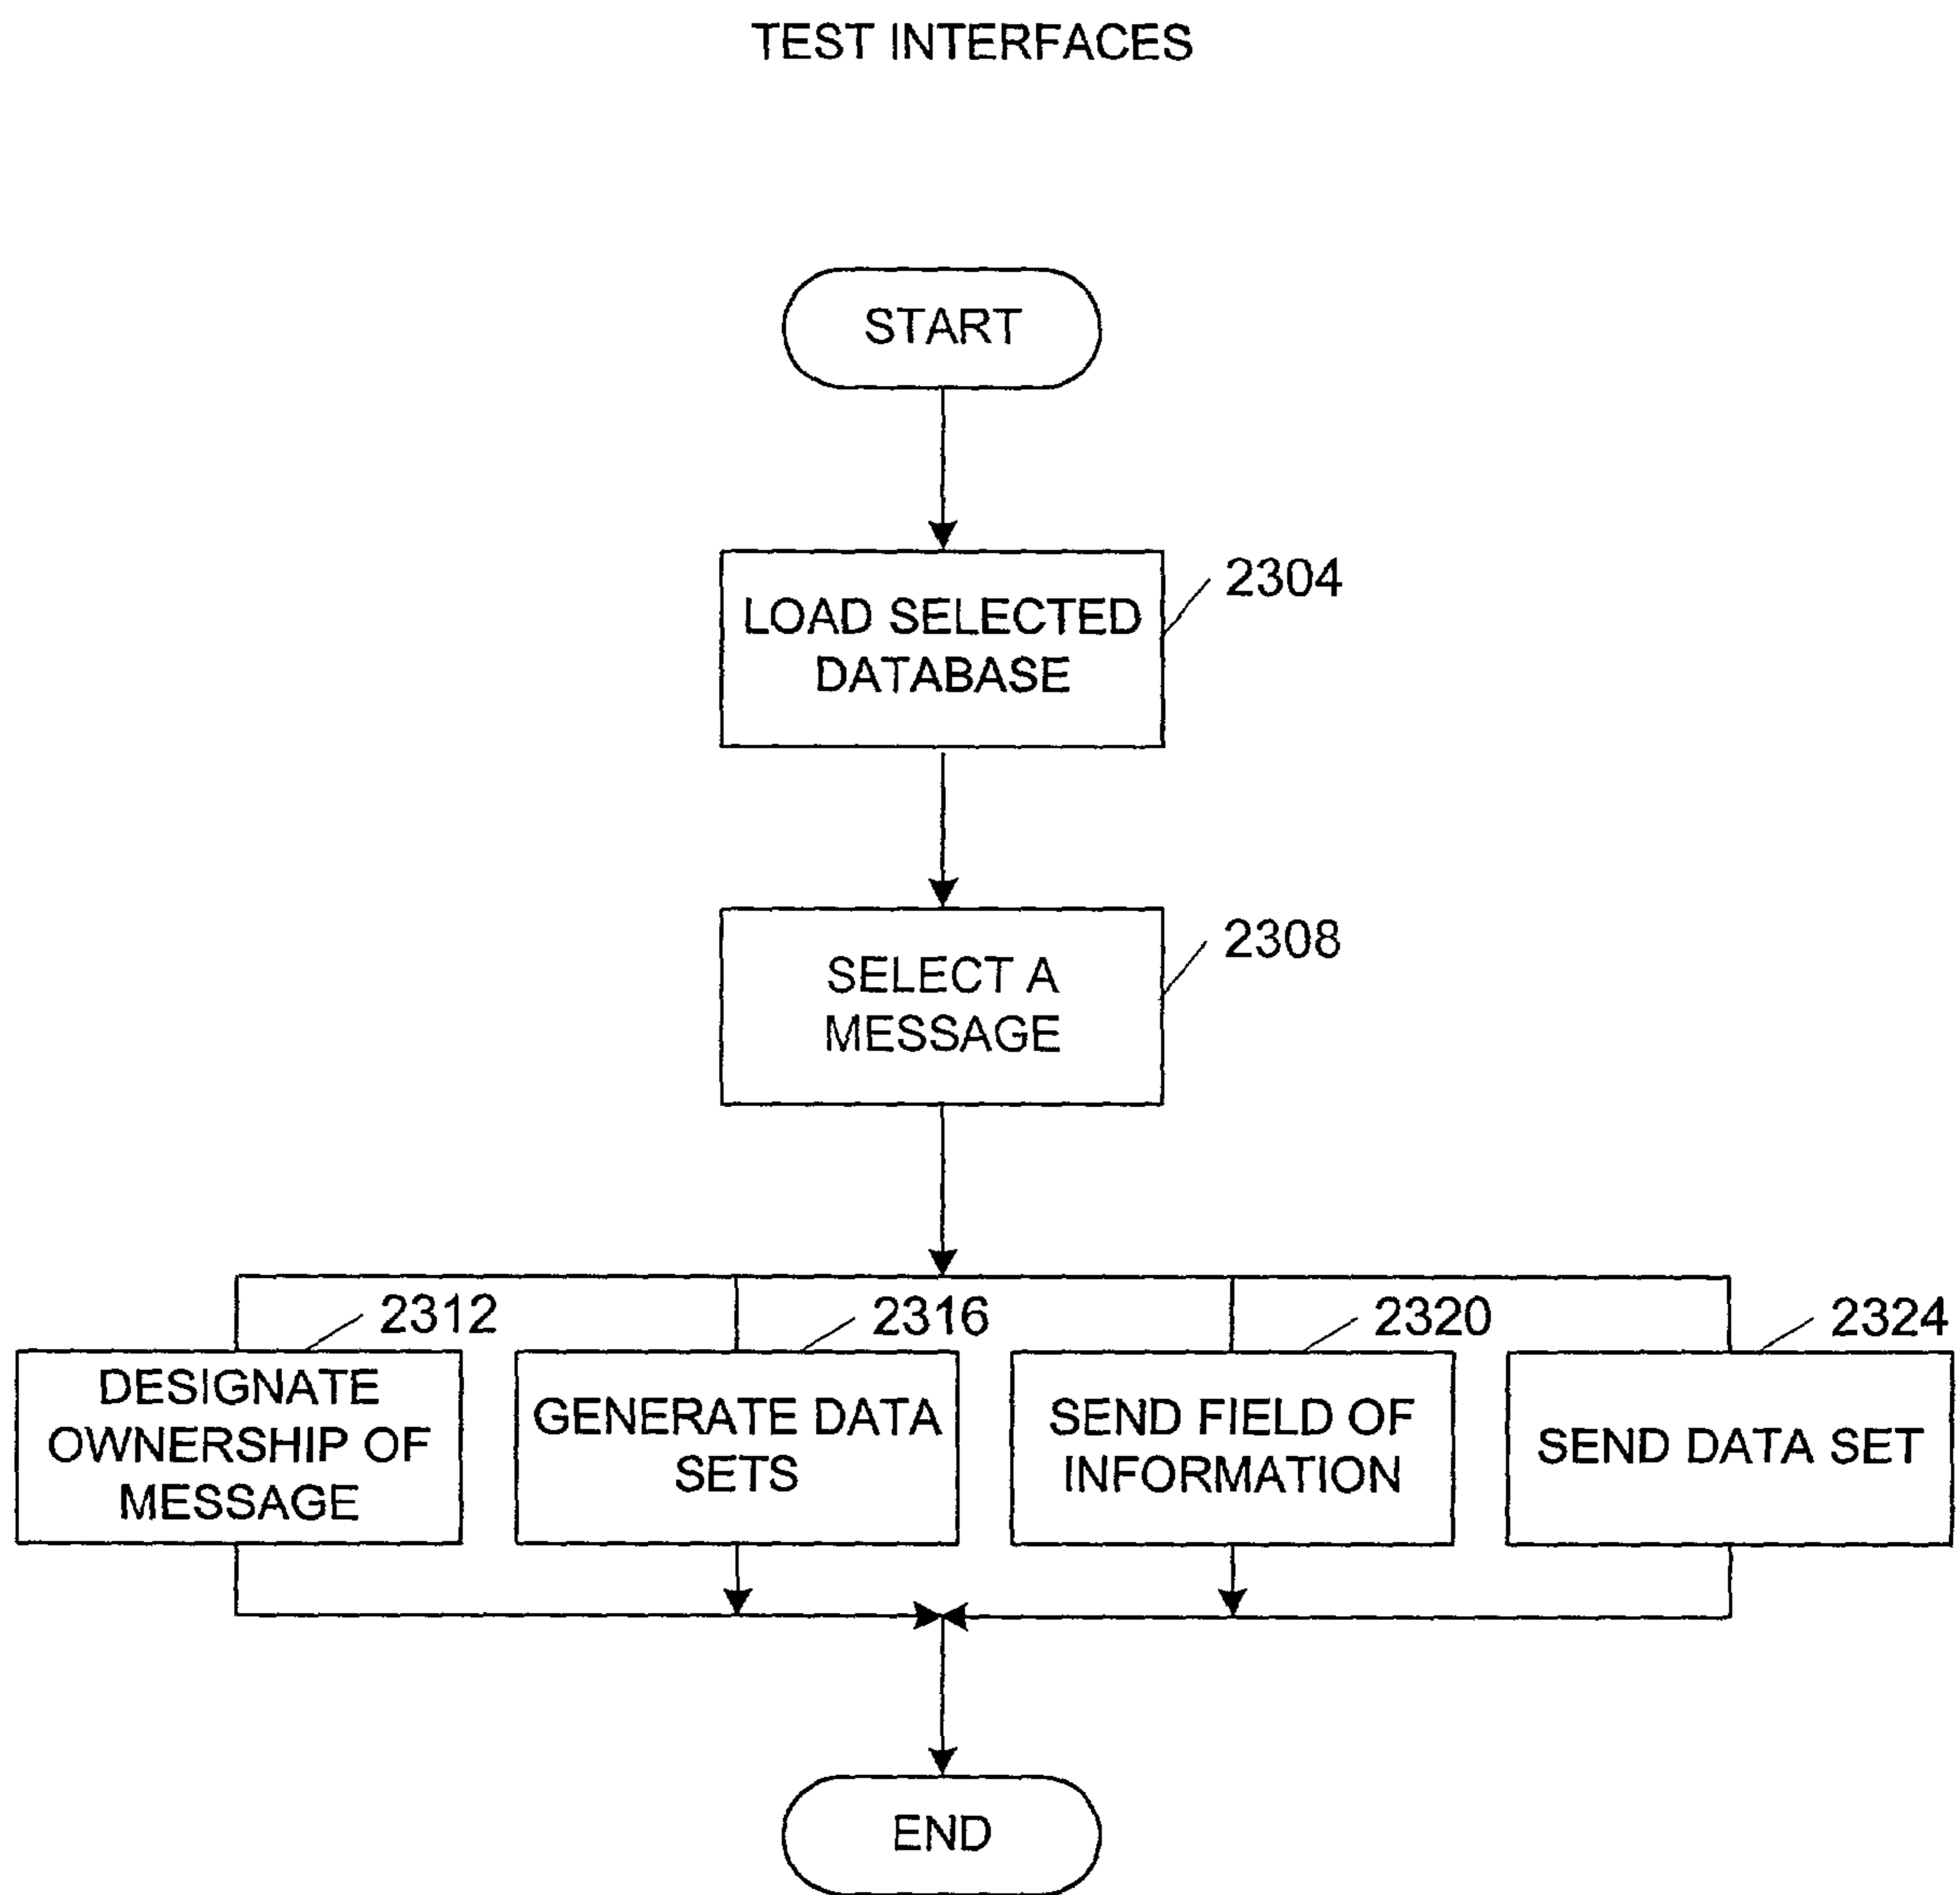 TEST INTERFACES
START
2304
LOAD SELECTED
DATABASE
2308
SELECT A
MESSAGE
2312
DESIGNATE
OWNERSHIP OF
MESSAGE
2316
GENERATE DATA
SETS
2320
SEND FIELD OF
INFORMATION
2324
SEND DATA SET
END